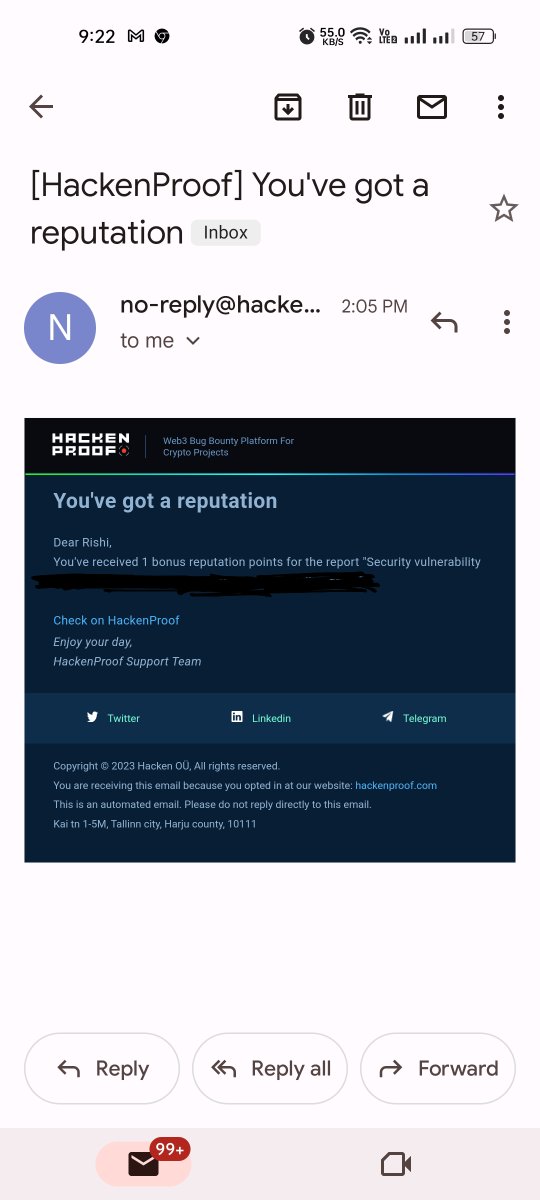 9:22
55.0
KB/S
Vo
LTE2
57
[HackenProof] You've got a
reputation Inbox
N
no-reply@hacke... 2:05 PM
to me
HACKEN
PROOF
Web3 Bug Bounty Platform For
Crypto Projects
You've got a reputation
Dear Rishi,
You've received 1 bonus reputation points for the report "Security vulnerability
Check on HackenProof
Enjoy your day,
HackenProof Support Team
Twitter
Linkedin
Telegram
Copyright © 2023 Hacken OÜ, All rights reserved.
You are receiving this email because you opted in at our website: hackenproof.com
This is an automated email. Please do not reply directly to this email.
Kai tn 1-5M, Tallinn city, Harju county, 10111
Reply
Reply all
Forward
99+